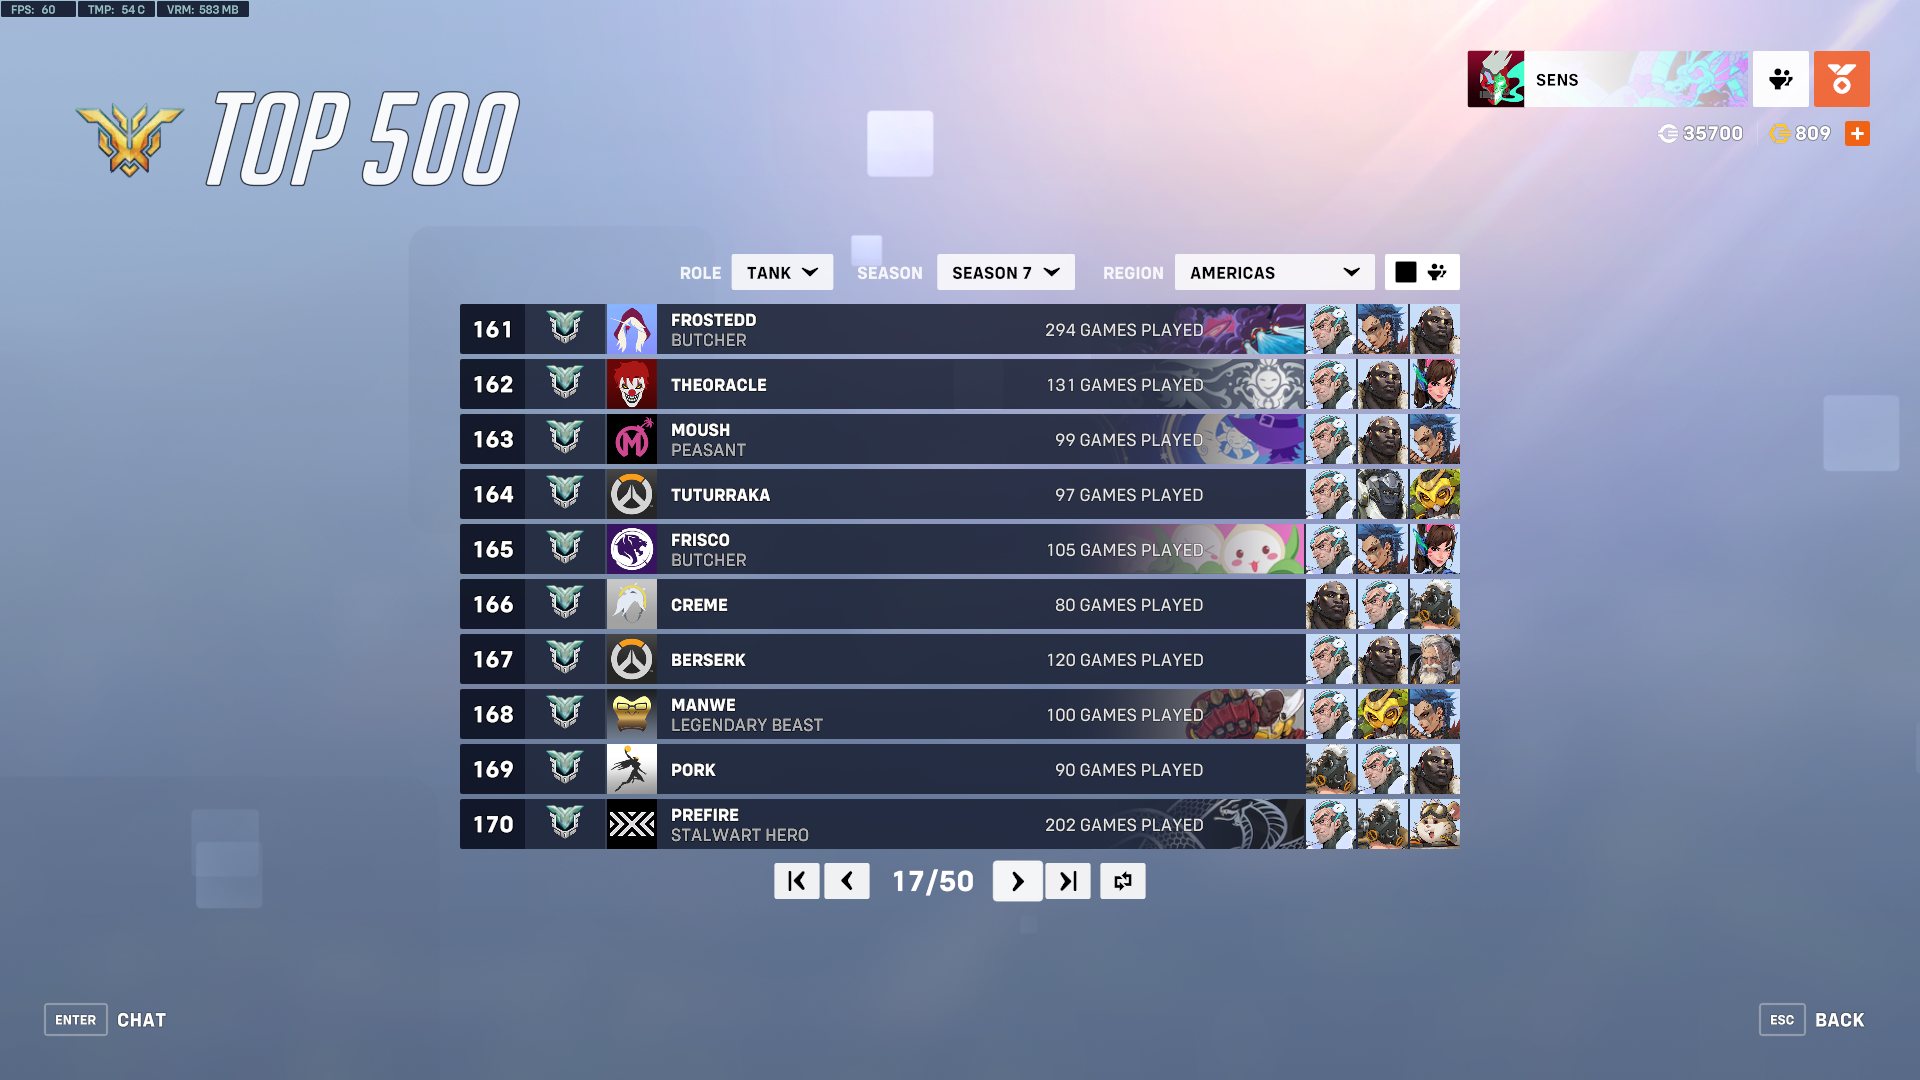 FPS: 60 TMP: 54 C VRM: 583 MB
TOP 500
SENS
35700 809
ROLE TANK SEASON SEASON 7 REGION AMERICAS
161 FROSTEDD 294 GAMES PLAYED
BUTCHER
162 THEORACLE 131 GAMES PLAYED
163 MOUSH 99 GAMES PLAYED
PEASANT
164 TUTURRAKA 97 GAMES PLAYED
165 FRISCO 105 GAMES PLAYED
BUTCHER
166 CREME 80 GAMES PLAYED
167 BERSERK 120 GAMES PLAYED
168 MANWE 100 GAMES PLAYED
LEGENDARY BEAST
169 PORK 90 GAMES PLAYED
170 PREFIRE 202 GAMES PLAYED
STALWART HERO
17/50
ENTER CHAT
ESC BACK